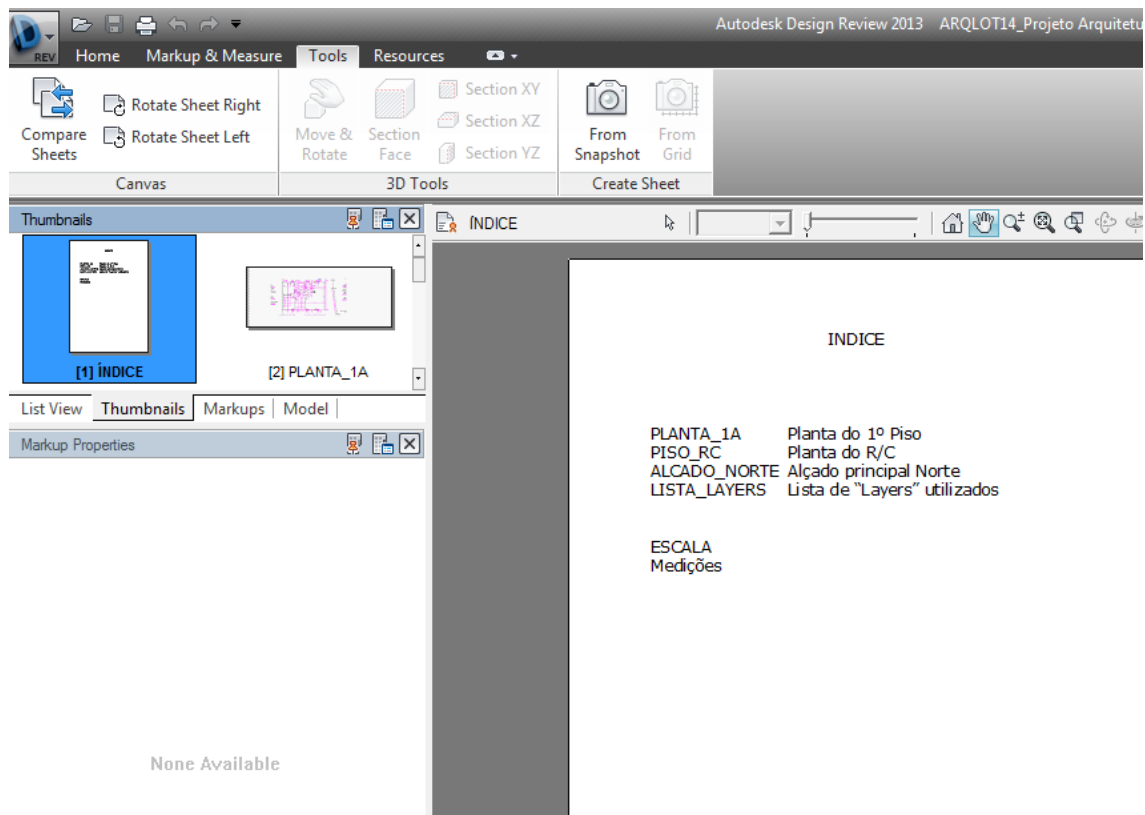 Autodesk Design Review 2013 ARQLOT14_Projeto Arquitetu
REV
Home Markup & Measure Tools Resources
Compare Sheets
Rotate Sheet Right
Rotate Sheet Left
Move & Rotate
Section Face
Section XY
Section XZ
Section YZ
From Snapshot
From Grid
Canvas
3D Tools
Create Sheet
Thumbnails
ÍNDICE
[1] ÍNDICE
[2] PLANTA_1A
List View Thumbnails Markups Model
Markup Properties
None Available
INDICE
PLANTA_1A Planta do 1º Piso
PISO_RC Planta do R/C
ALCADO_NORTE Alçado principal Norte
LISTA_LAYERS Lista de “Layers” utilizados
ESCALA
Medições